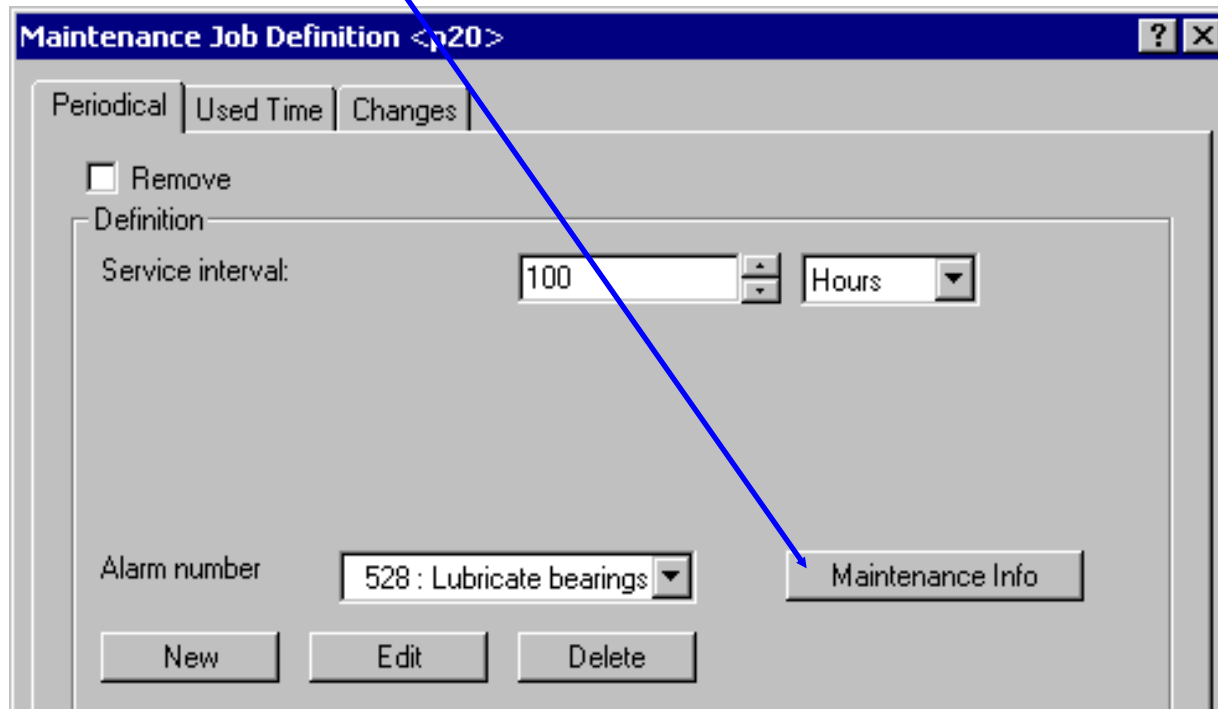 Maintenance Job Definition <p20>
Periodical Used Time Changes
Remove
Definition
Service interval: 100 Hours
Alarm number 528 : Lubricate bearings Maintenance Info
New Edit Delete